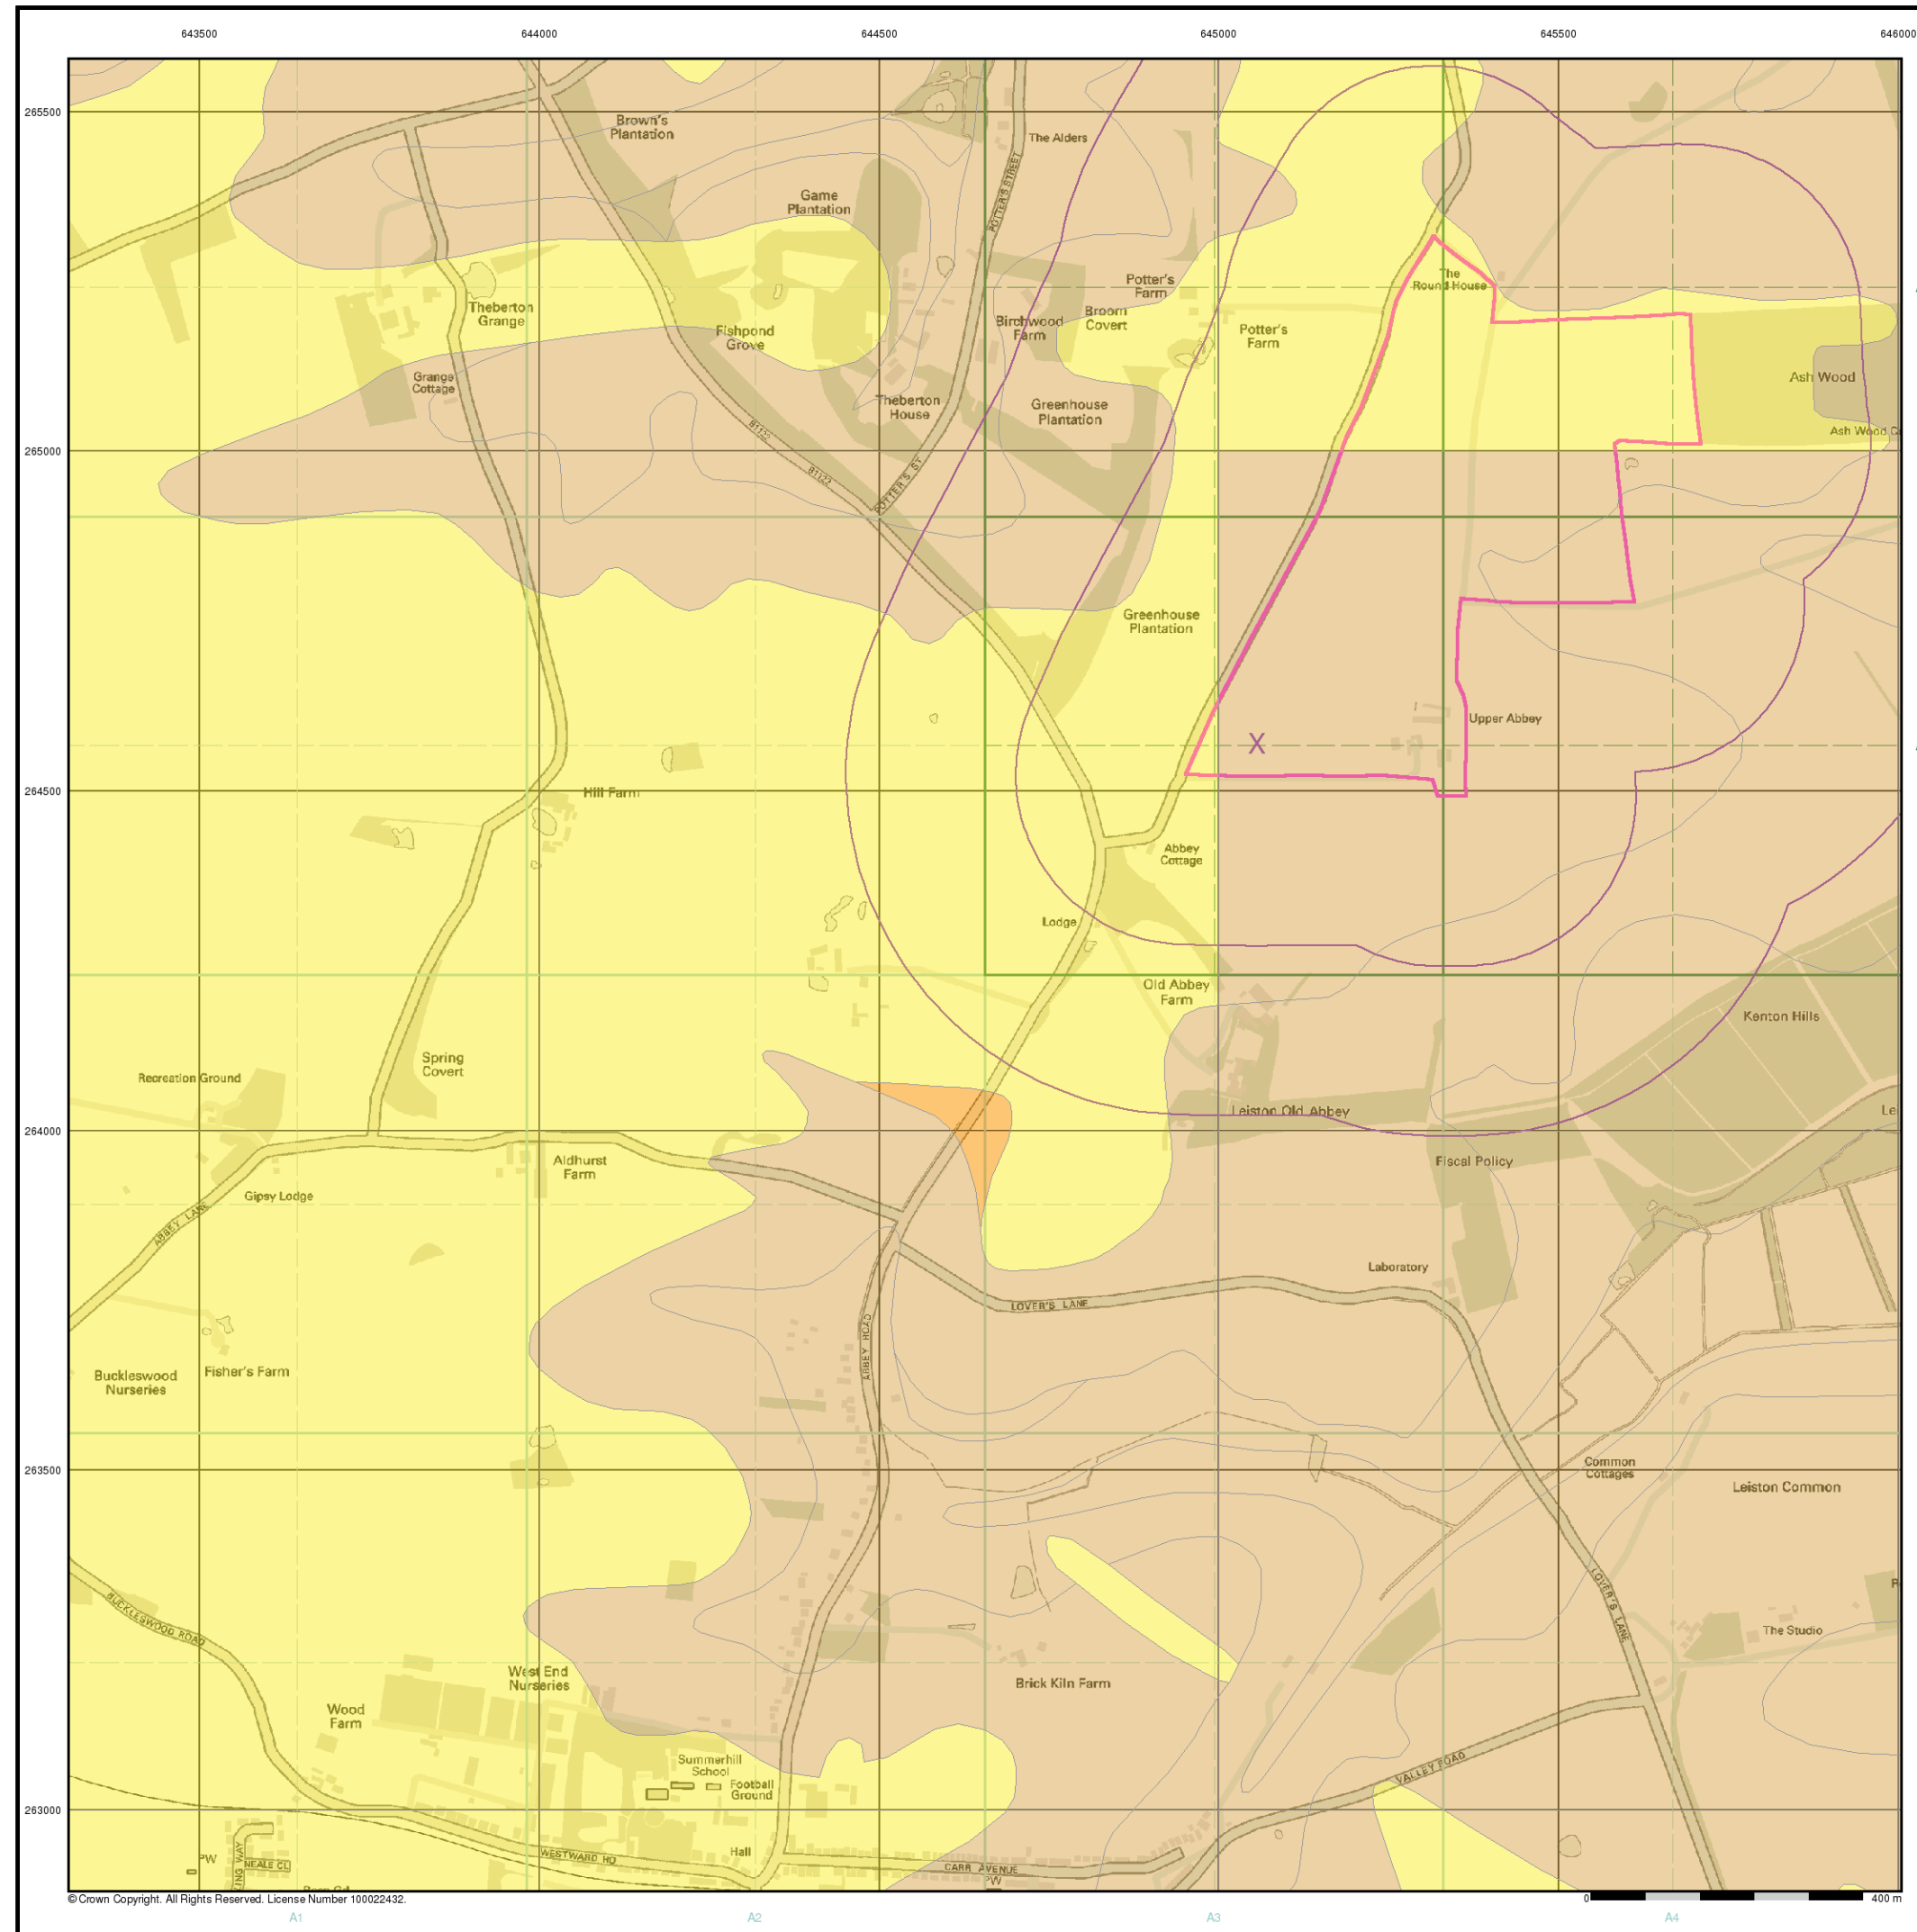 643500 644000 644500 645000 645500 646000
265500
Brown's
Plantation
The Alders
POTTER'S STREET
Game
Plantation
Theberton
Grange
Fishpond
Grove
Potter's
Farm
Broom
Covert
Birchwood
Farm
The
Round House
Potter's
Farm
Grange
Cottage
Theberton
House
Greenhouse
Plantation
Ash Wood
B1122
B1122
POTTER'S ST
Ash Wood C
265000
Greenhouse
Plantation
Upper Abbey
X
264500
Hill Farm
Abbey
Cottage
Lodge
Old Abbey
Farm
Kenton Hills
Spring
Covert
Recreation Ground
Leiston Old Abbey
Le
264000
Aldhurst
Farm
Fiscal Policy
Gipsy Lodge
ABBEY LANE
Laboratory
LOVER'S LANE
ABBEY ROAD
Buckleswood
Nurseries
Fisher's Farm
263500
Common
Cottages
Leiston Common
BUCKLESWOOD ROAD
LOVER'S LANE
The Studio
West End
Nurseries
Brick Kiln Farm
Wood
Farm
Summerhill
School
Football
Ground
VALLEY ROAD
263000
Hall
PW
LING WAY
NEALE CL
WESTWARD HO
CARR AVENUE
PW
© Crown Copyright. All Rights Reserved. License Number 100022432.
0 400 m
A1 A2 A3 A4